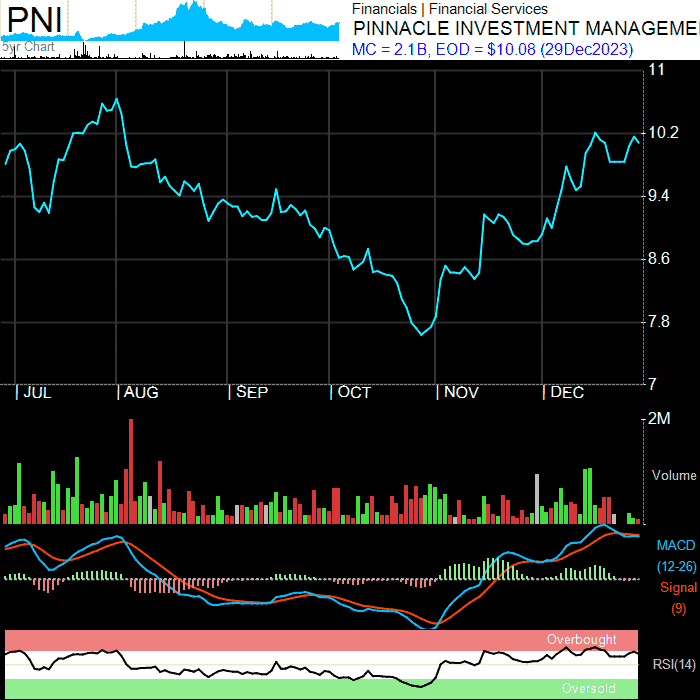 PNI
5yr Chart
Financials | Financial Services
PINNACLE INVESTMENT MANAGEME
MC = 2.1B, EOD = $10.08 (29Dec2023)
11
10.2
9.4
8.6
7.8
7
JUL AUG SEP OCT NOV DEC
2M
Volume
MACD
(12-26)
Signal
(9)
Overbought
RSI(14)
Oversold